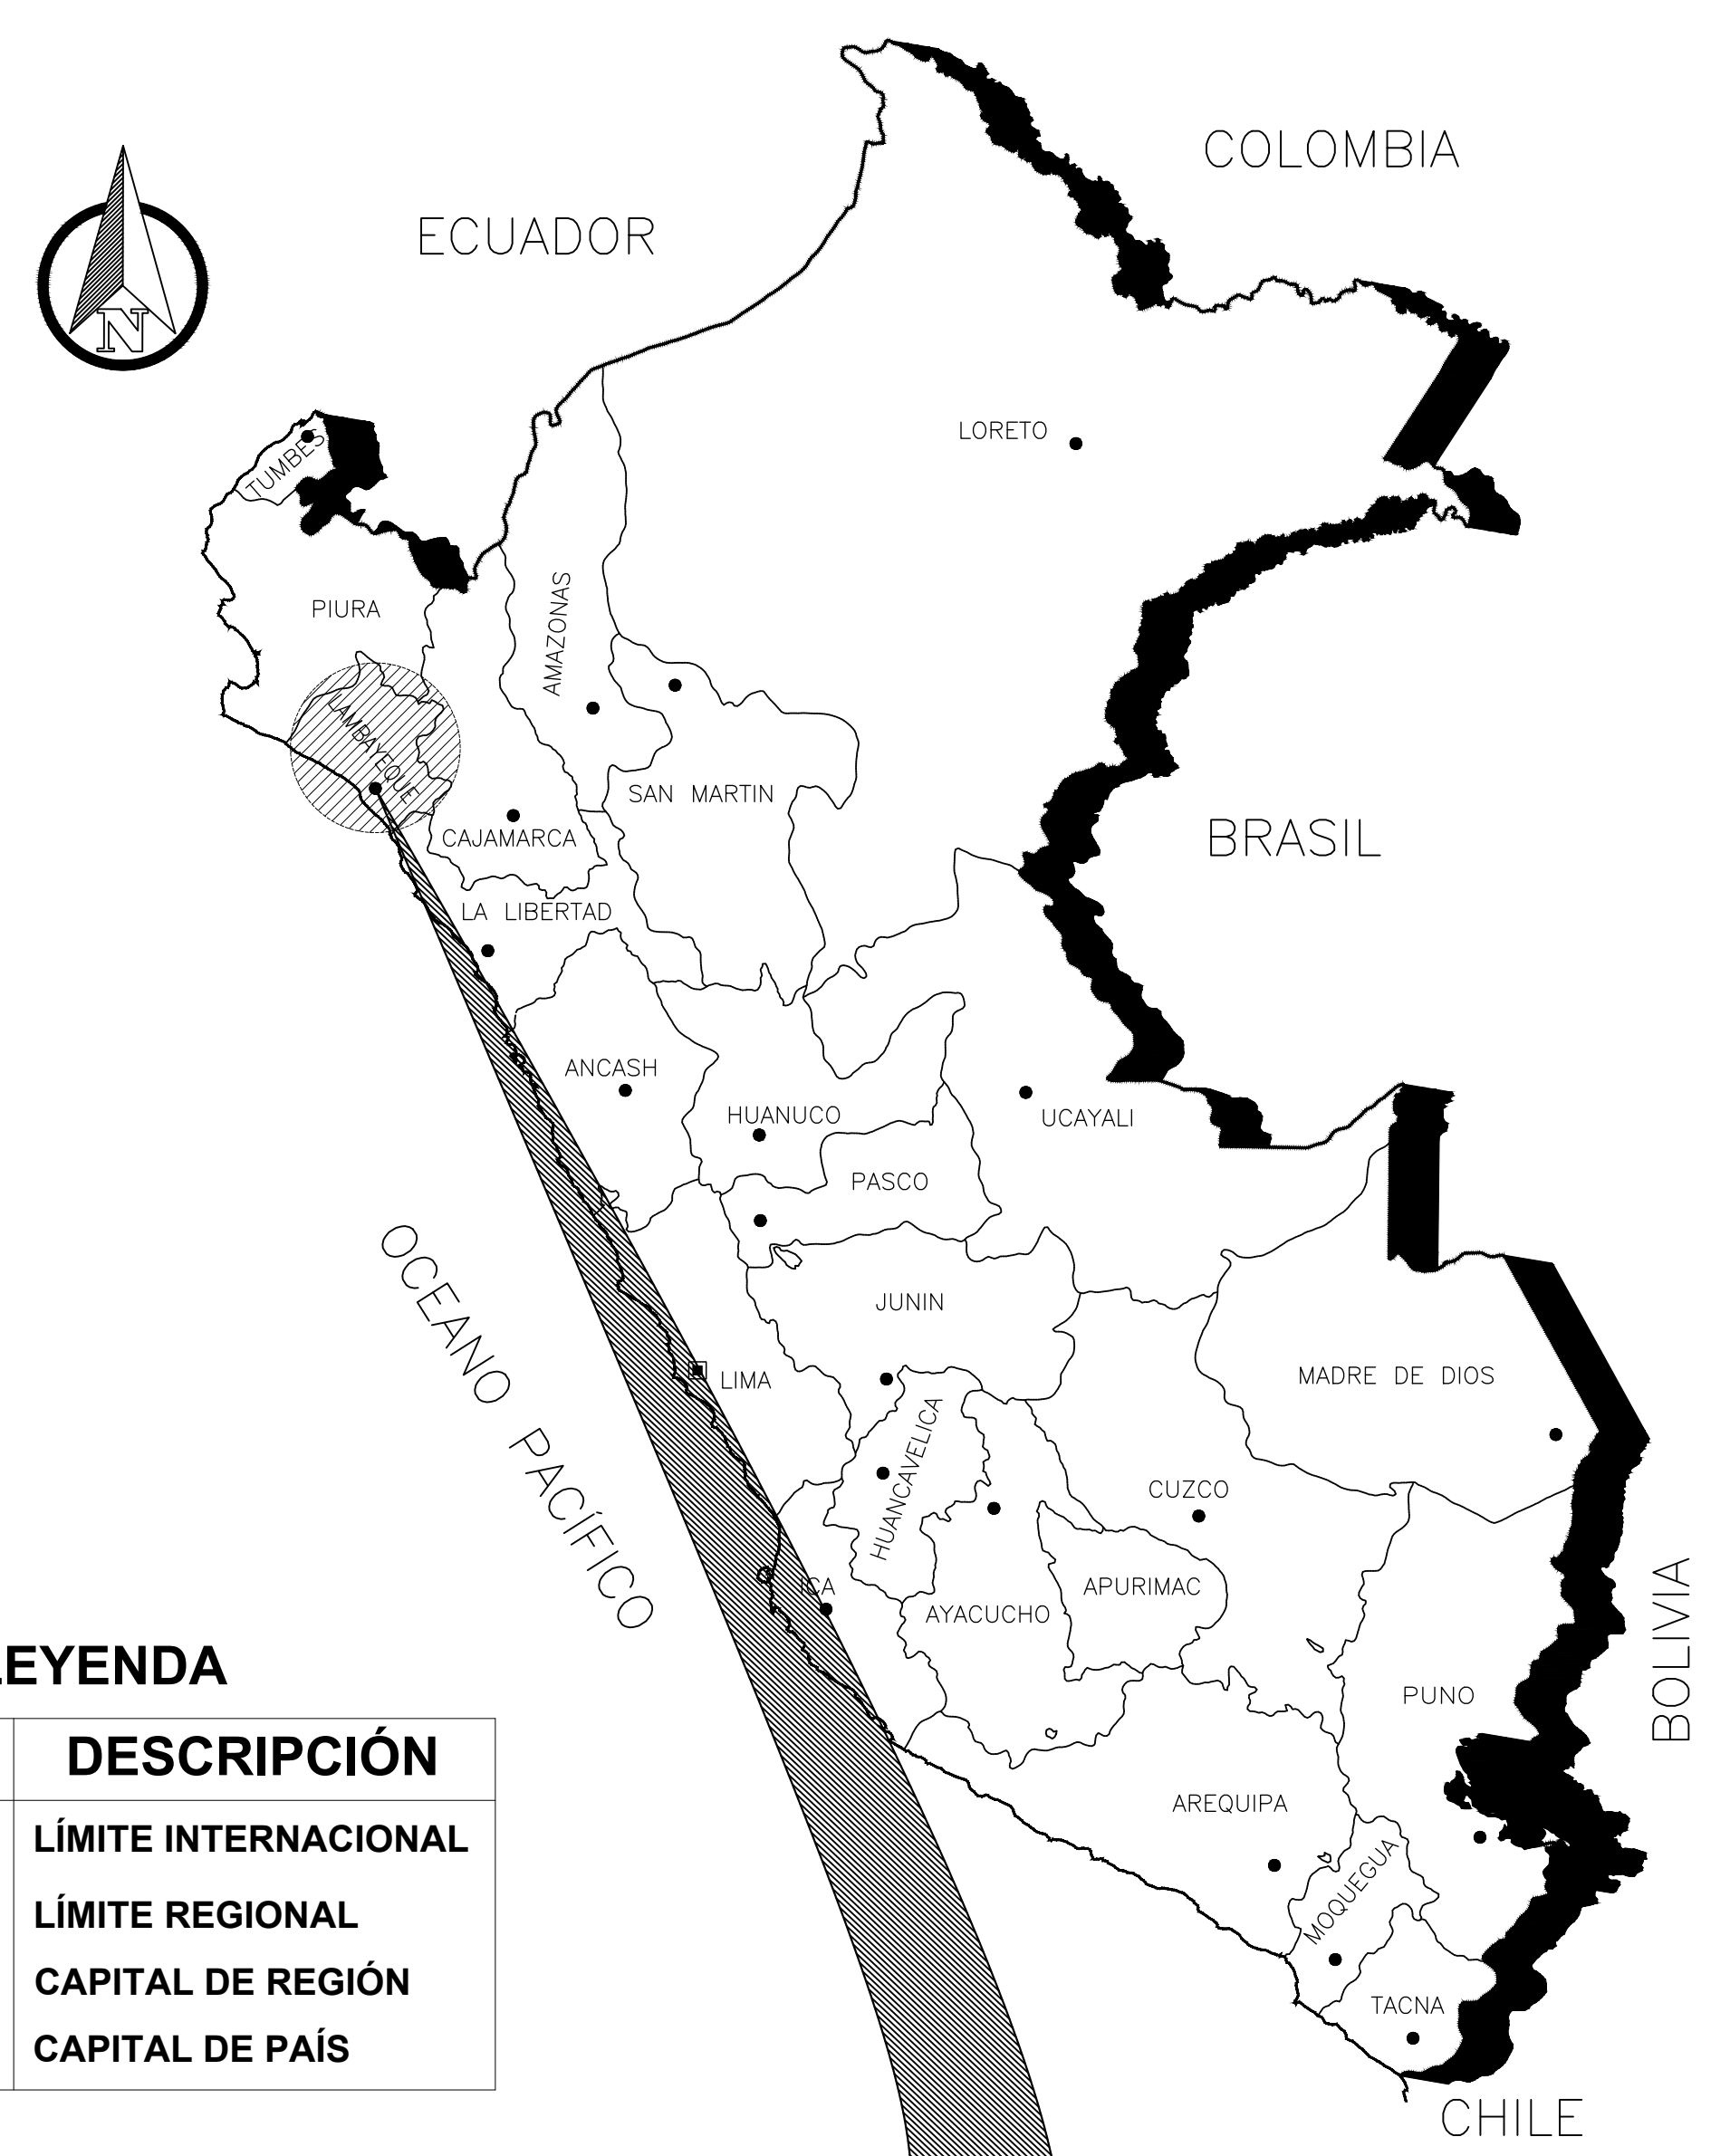 COLOMBIA
ECUADOR
N
LORETO
TUMBES
PIURA
AMAZONAS
LAMBAYEQUE
SAN MARTIN
CAJAMARCA
BRASIL
LA LIBERTAD
ANCASH
HUANUCO
UCAYALI
PASCO
JUNIN
OCEANO PACÍFICO
LIMA
MADRE DE DIOS
HUANCAVELICA
CUZCO
ICA
APURIMAC
AYACUCHO
BOLIVIA
PUNO
AREQUIPA
MOQUEGUA
TACNA
CHILE
LEYENDA
DESCRIPCIÓN
LÍMITE INTERNACIONAL
LÍMITE REGIONAL
CAPITAL DE REGIÓN
CAPITAL DE PAÍS